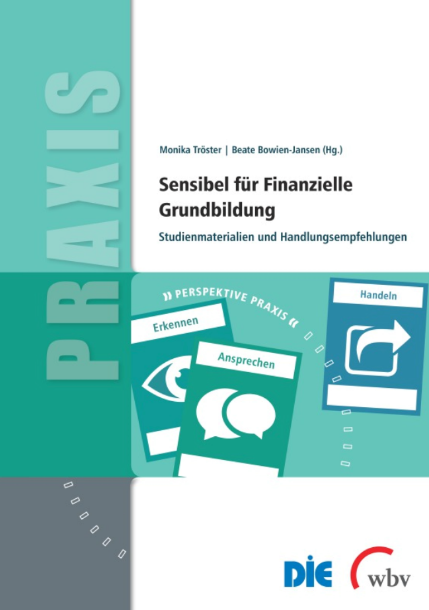 PRAXIS
Monika Tröster | Beate Bowien-Jansen (Hg.)
Sensibel für Finanzielle
Grundbildung
Studienmaterialien und Handlungsempfehlungen
» PERSPEKTIVE PRAXIS «
Handeln
Erkennen
Ansprechen
DIE
wbv